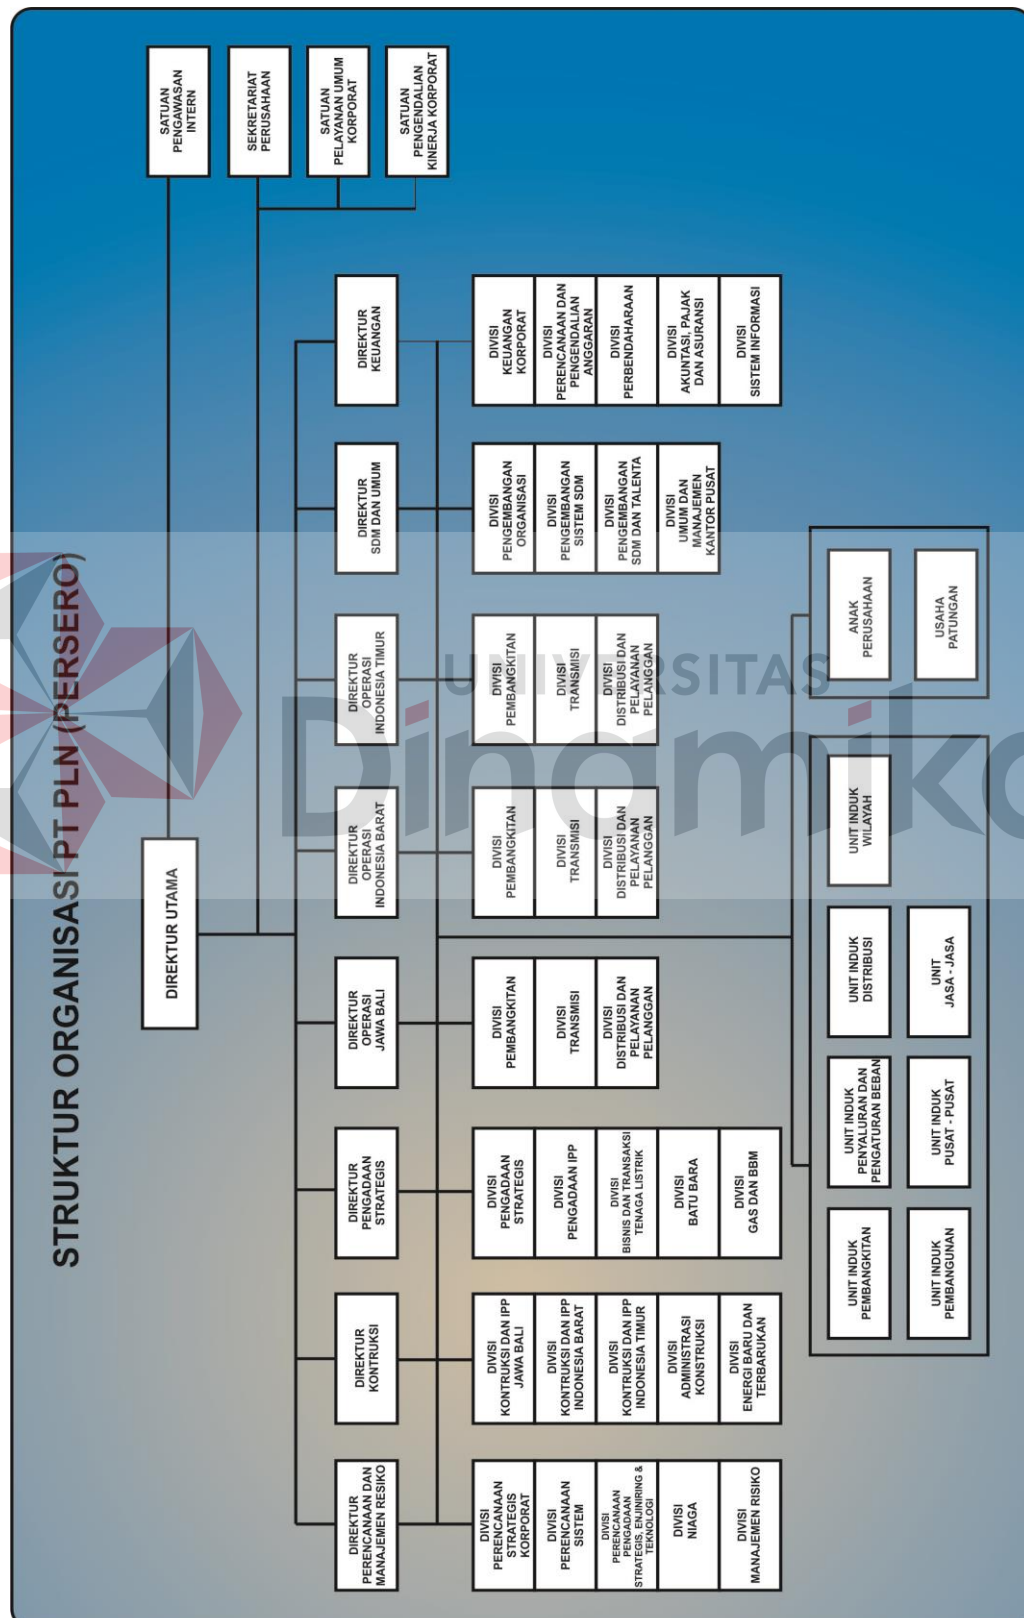 STRUKTUR ORGANISASI PT PLN (PERSERO)
DIREKTUR UTAMA
SATUAN
PENGAWASAN
INTERN
SEKRETARIAT
PERUSAHAAN
SATUAN
PELAYANAN UMUM
KORPORAT
SATUAN
PENGENDALIAN
KINERJA KORPORAT
DIREKTUR
PERENCANAAN DAN
MANAJEMEN RESIKO
DIREKTUR
KONTRUKSI
DIREKTUR
PENGADAAN
STRATEGIS
DIREKTUR
OPERASI
JAWA BALI
DIREKTUR
OPERASI
INDONESIA BARAT
DIREKTUR
OPERASI
INDONESIA TIMUR
DIREKTUR
SDM DAN UMUM
DIREKTUR
KEUANGAN
DIVISI
PERENCANAAN
STRATEGIS
KORPORAT
DIVISI
PERENCANAAN
SISTEM
DIVISI
PERENCANAAN
PENGADAAN
STRATEGIS, ENJINIRING &
TEKNOLOGI
DIVISI
NIAGA
DIVISI
MANAJEMEN RISIKO
DIVISI
KONTRUKSI DAN IPP
JAWA BALI
DIVISI
KONTRUKSI DAN IPP
INDONESIA BARAT
DIVISI
KONTRUKSI DAN IPP
INDONESIA TIMUR
DIVISI
ADMINISTRASI
KONSTRUKSI
DIVISI
ENERGI BARU DAN
TERBARUKAN
DIVISI
PENGADAAN
STRATEGIS
DIVISI
PENGADAAN IPP
DIVISI
BISNIS DAN TRANSAKSI
TENAGA LISTRIK
DIVISI
BATU BARA
DIVISI
GAS DAN BBM
DIVISI
PEMBANGKITAN
DIVISI
TRANSMISI
DIVISI
DISTRIBUSI DAN
PELAYANAN
PELANGGAN
DIVISI
PEMBANGKITAN
DIVISI
TRANSMISI
DIVISI
DISTRIBUSI DAN
PELAYANAN
PELANGGAN
DIVISI
PEMBANGKITAN
DIVISI
TRANSMISI
DIVISI
DISTRIBUSI DAN
PELAYANAN
PELANGGAN
DIVISI
PENGEMBANGAN
ORGANISASI
DIVISI
PENGEMBANGAN
SISTEM SDM
DIVISI
PENGEMBANGAN
SDM DAN TALENTA
DIVISI
UMUM DAN
MANAJEMEN
KANTOR PUSAT
DIVISI
KEUANGAN
KORPORAT
DIVISI
PERENCANAAN DAN
PENGENDALIAN
ANGGARAN
DIVISI
PERBENDAHARAAN
DIVISI
AKUNTASI, PAJAK
DAN ASURANSI
DIVISI
SISTEM INFORMASI
UNIT INDUK
PEMBANGKITAN
UNIT INDUK
PENYALURAN DAN
PENGATURAN BEBAN
UNIT INDUK
DISTRIBUSI
UNIT INDUK
WILAYAH
UNIT INDUK
PEMBANGUNAN
UNIT INDUK
PUSAT - PUSAT
UNIT
JASA - JASA
ANAK
PERUSAHAAN
USAHA
PATUNGAN
UNIVERSITAS
Dinamika